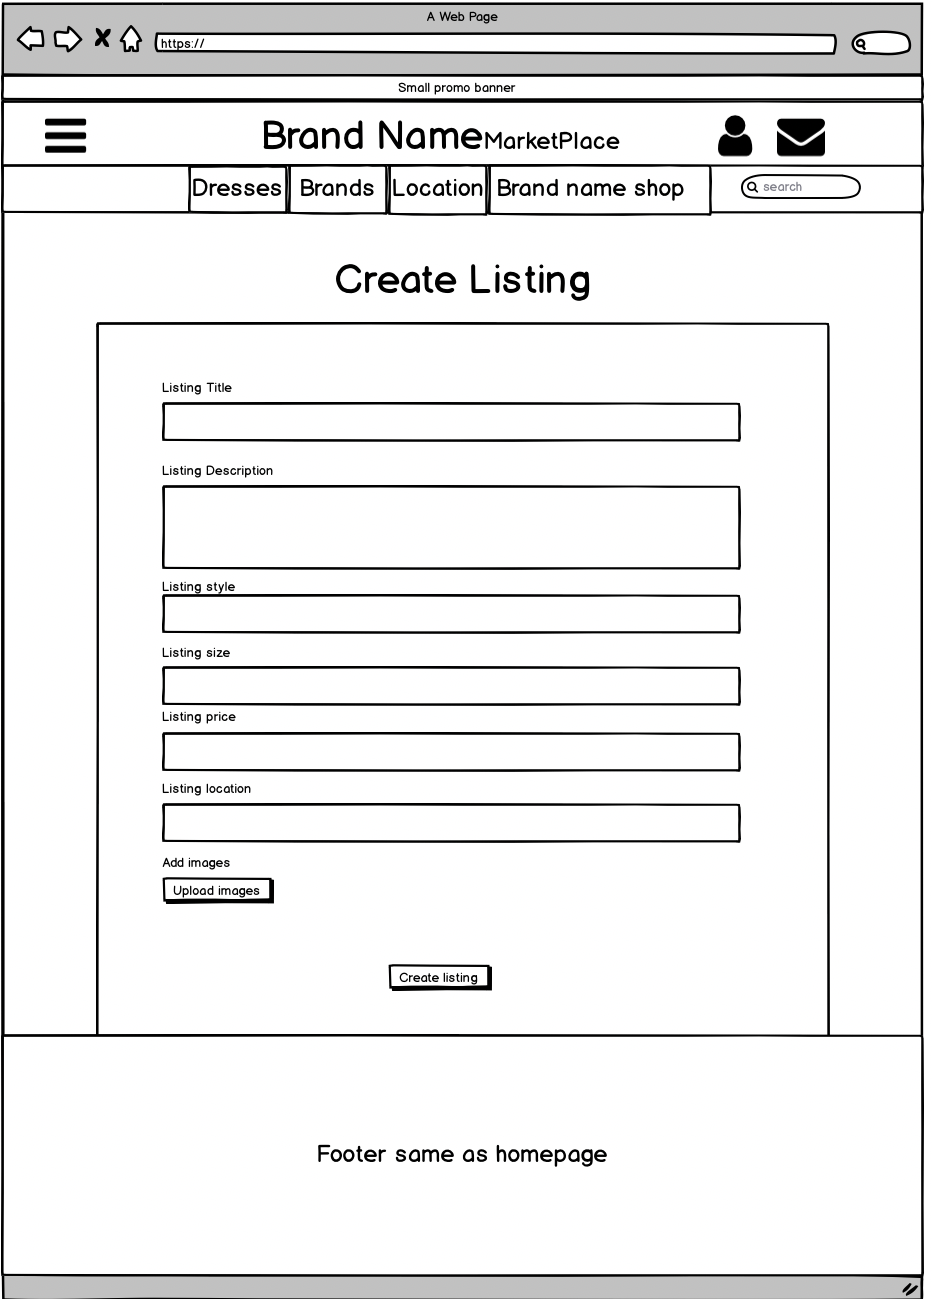 A Web Page
https://
Small promo banner
Brand NameMarketPlace
Dresses Brands Location Brand name shop search
Create Listing
Listing Title
Listing Description
Listing style
Listing size
Listing price
Listing location
Add images
Upload images
Create listing
Footer same as homepage